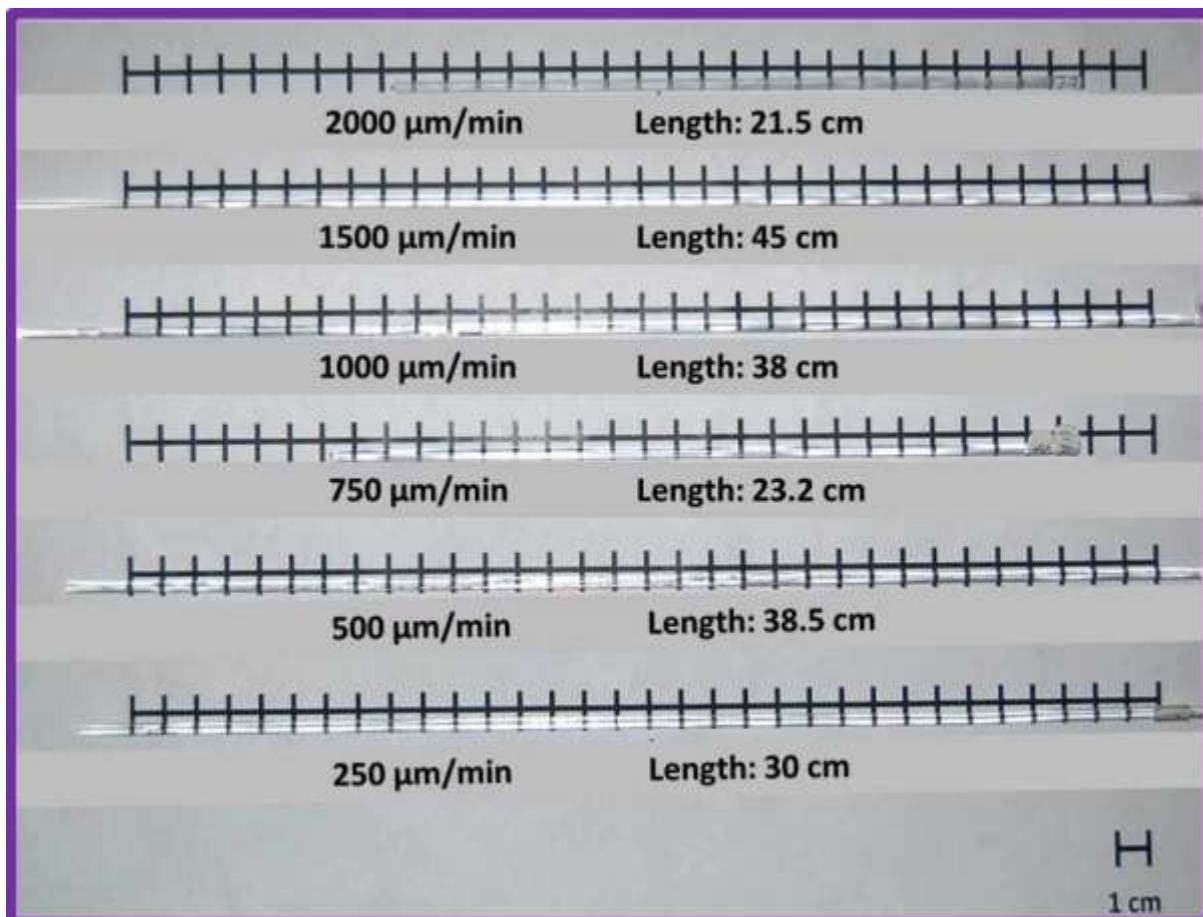 2000 μm/min Length: 21.5 cm
1500 μm/min Length: 45 cm
1000 μm/min Length: 38 cm
750 μm/min Length: 23.2 cm
500 μm/min Length: 38.5 cm
250 μm/min Length: 30 cm
1 cm